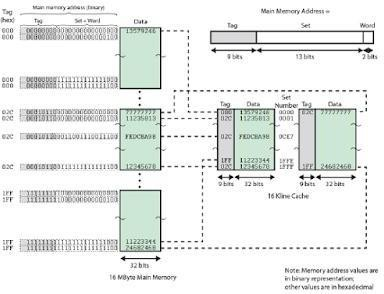 Tag
(hex)
Main memory address (binary)
Tag
Set + Word
Data
Main Memory Address =
Tag
Set
Word
9 bits
13 bits
2 bits
000
000
13579246
02C
02C
02C
02C
77777777
11235813
FEDCBA98
12345678
1FF
1FF
1FF
1FF
11223344
24682468
32 bits
16 MByte Main Memory
Tag
Data
Set
Number
Tag
Data
000
13579246
0000
02C
77777777
02C
11235813
0001
02C
FEDCBA98
0CE7
1FF
11223344
1FFE
02C
12345678
1FFF
1FF
24682468
9 bits
32 bits
9 bits
32 bits
16 Kline Cache
Note: Memory address values are
in binary representation;
other values are in hexadecimal